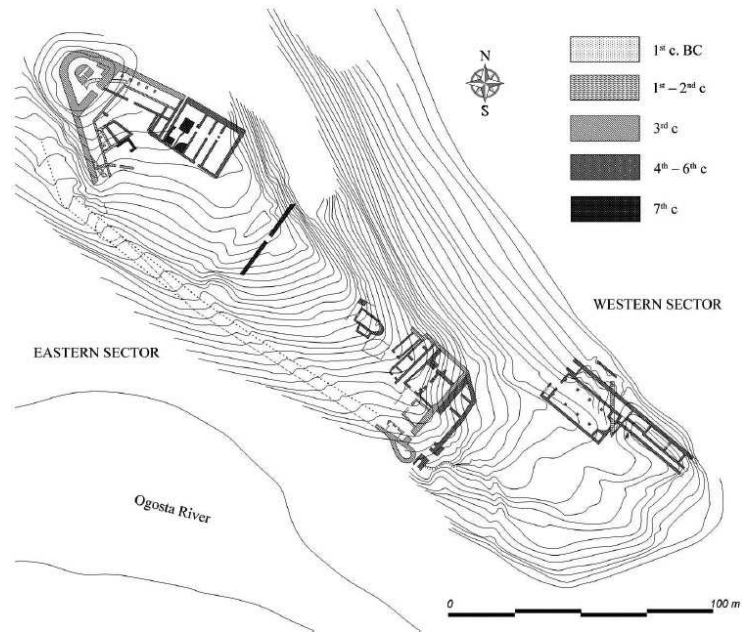 N
S
1st c. BC
1st – 2nd c
3rd c
4th – 6th c
7th c
WESTERN SECTOR
EASTERN SECTOR
Ogosta River
0 100 m